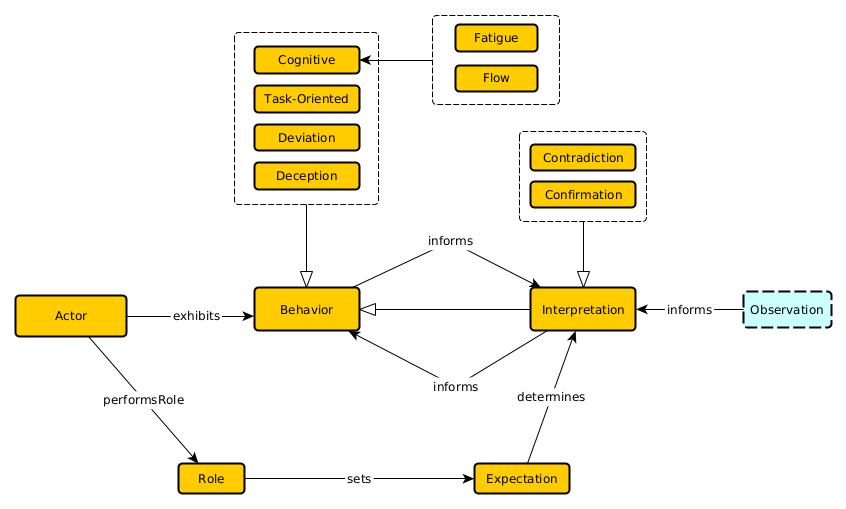 Fatigue
Cognitive
Flow
Task-Oriented
Deviation
Contradiction
Deception
Confirmation
informs
Behavior
Interpretation
Observation
Actor
exhibits
informs
informs
performsRole
determines
Role
sets
Expectation